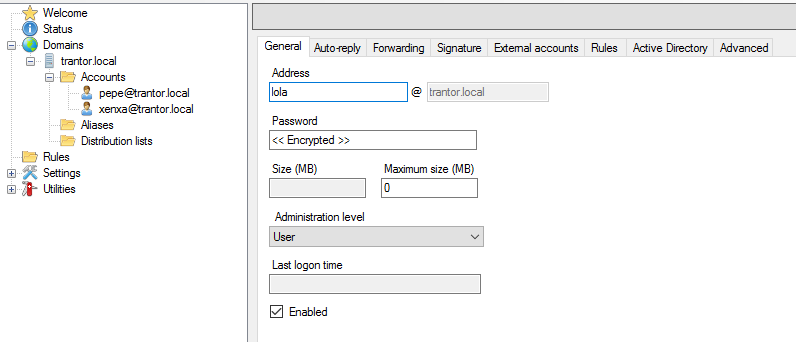 Welcome
Status
Domains
trantor.local
Accounts
pepe@trantor.local
xenxa@trantor.local
Aliases
Distribution lists
Rules
Settings
Utilities
General Auto-reply Forwarding Signature External accounts Rules Active Directory Advanced
Address
lola @ trantor.local
Password
<< Encrypted >>
Size (MB) Maximum size (MB)
0
Administration level
User
Last logon time
Enabled